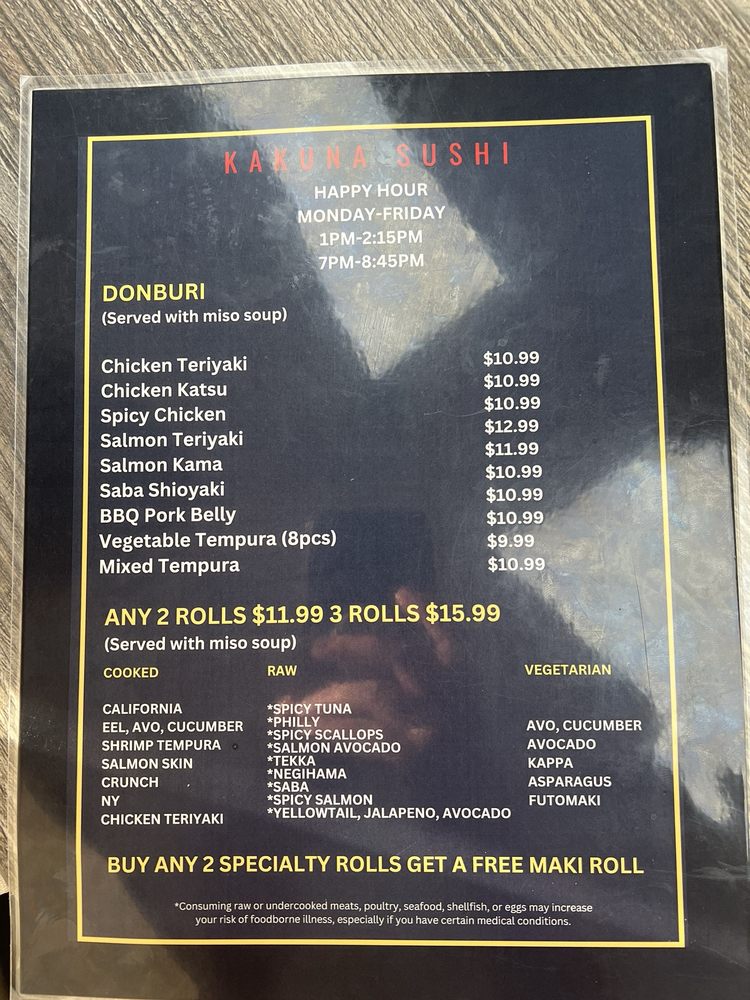 KAKUNA SUSHI
HAPPY HOUR
MONDAY-FRIDAY
1PM-2:15PM
7PM-8:45PM
DONBURI
(Served with miso soup)
Chicken Teriyaki $10.99
Chicken Katsu $10.99
Spicy Chicken $10.99
Salmon Teriyaki $12.99
Salmon Kama $11.99
Saba Shioyaki $10.99
BBQ Pork Belly $10.99
Vegetable Tempura (8pcs) $10.99
Mixed Tempura $9.99
$10.99
ANY 2 ROLLS $11.99 3 ROLLS $15.99
(Served with miso soup)
COOKED
CALIFORNIA
EEL, AVO, CUCUMBER
SHRIMP TEMPURA
SALMON SKIN
CRUNCH
NY
CHICKEN TERIYAKI
RAW
*SPICY TUNA
*PHILLY
*SPICY SCALLOPS
*SALMON AVOCADO
*TEKKA
*NEGIHAMA
*SABA
*SPICY SALMON
*YELLOWTAIL, JALAPENO, AVOCADO
VEGETARIAN
AVO, CUCUMBER
AVOCADO
KAPPA
ASPARAGUS
FUTOMAKI
BUY ANY 2 SPECIALTY ROLLS GET A FREE MAKI ROLL
*Consuming raw or undercooked meats, poultry, seafood, shellfish, or eggs may increase
your risk of foodborne illness, especially if you have certain medical conditions.